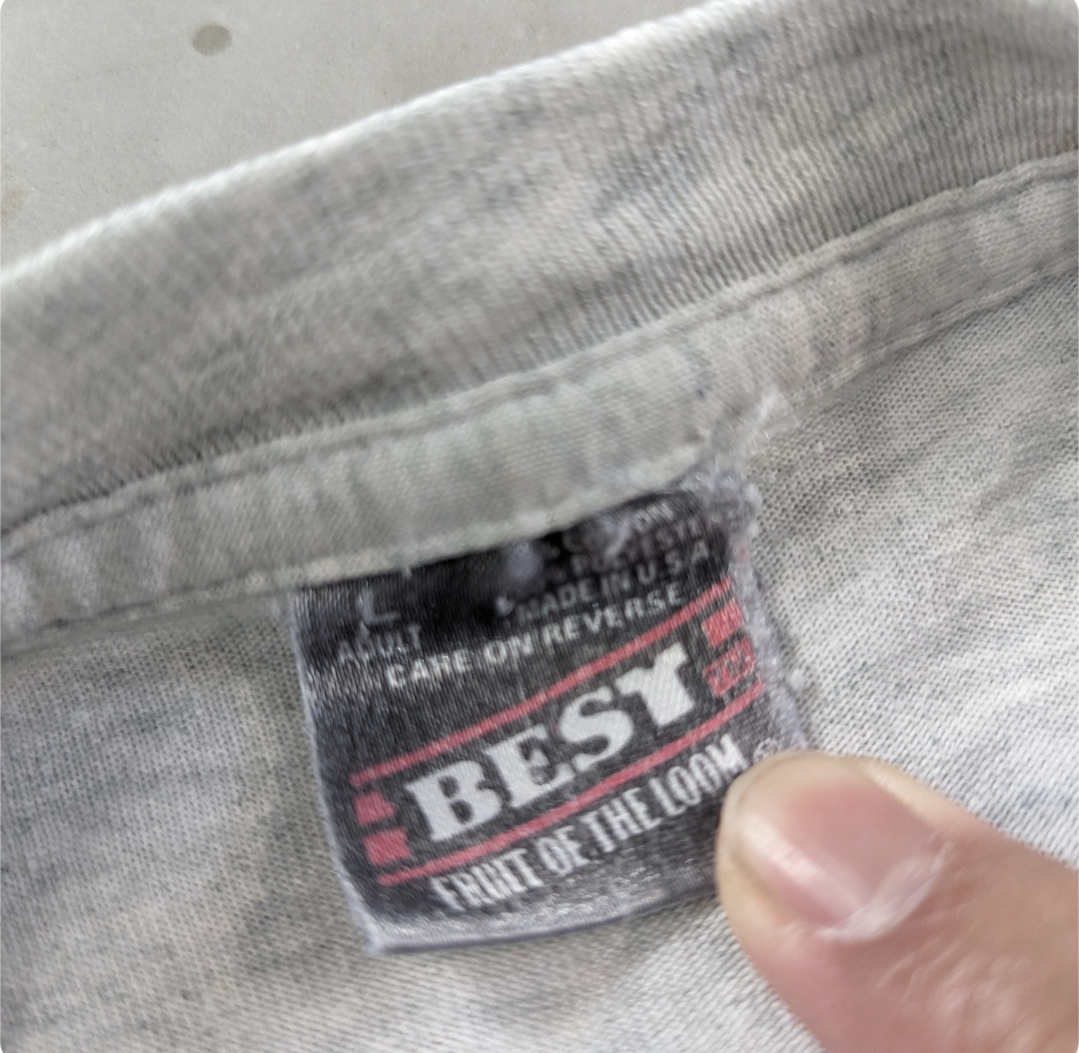 L
ADULT
MADE IN U.S.A.
CARE ON REVERSE
BEST
FRUIT OF THE LOOM
®